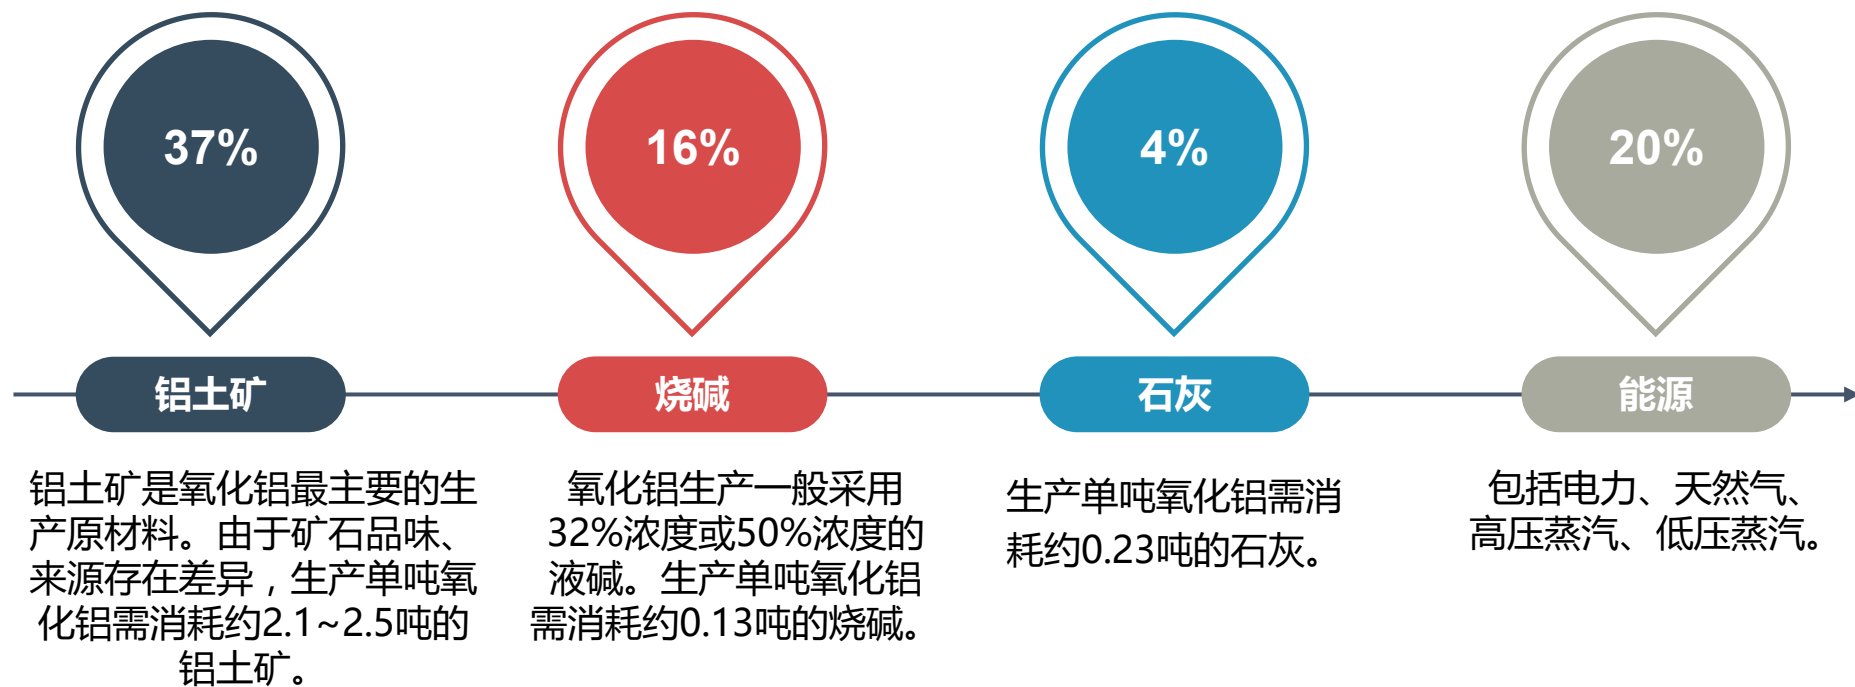 37%
16%
4%
20%
铝土矿
烧碱
石灰
能源
铝土矿是氧化铝最主要的生
产原材料。由于矿石品味、
来源存在差异，生产单吨氧
化铝需消耗约2.1~2.5吨的
铝土矿。
氧化铝生产一般采用
32%浓度或50%浓度的
液碱。生产单吨氧化铝
需消耗约0.13吨的烧碱。
生产单吨氧化铝需消
耗约0.23吨的石灰。
包括电力、天然气、
高压蒸汽、低压蒸汽。